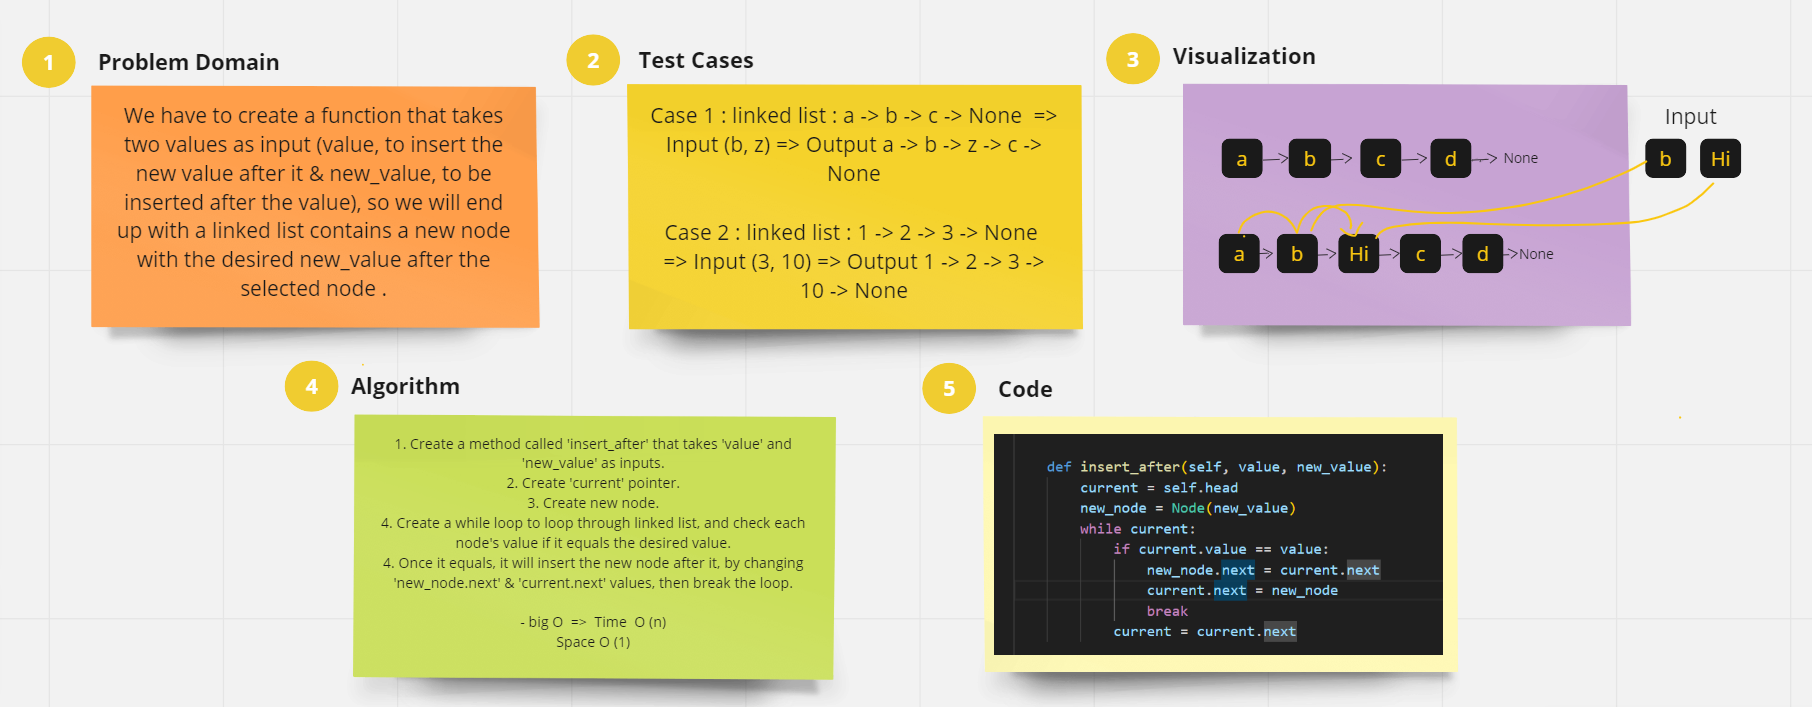 1
Problem Domain
We have to create a function that takes
two values as input (value, to insert the
new value after it & new_value, to be
inserted after the value), so we will end
up with a linked list contains a new node
with the desired new_value after the
selected node .
2
Test Cases
Case 1 : linked list : a -> b -> c -> None  =>
Input (b, z) => Output a -> b -> z -> c ->
None
Case 2 : linked list : 1 -> 2 -> 3 -> None
=> Input (3, 10) => Output 1 -> 2 -> 3 ->
10 -> None
3
Visualization
Input
a b c d None
b Hi
a b Hi c d None
4
Algorithm
1. Create a method called 'insert_after' that takes 'value' and
'new_value' as inputs.
2. Create 'current' pointer.
3. Create new node.
4. Create a while loop to loop through linked list, and check each
node's value if it equals the desired value.
4. Once it equals, it will insert the new node after it, by changing
'new_node.next' & 'current.next' values, then break the loop.
- big O  =>  Time  O (n)
Space O (1)
5
Code
def insert_after(self, value, new_value):
current = self.head
new_node = Node(new_value)
while current:
if current.value == value:
new_node.next = current.next
current.next = new_node
break
current = current.next